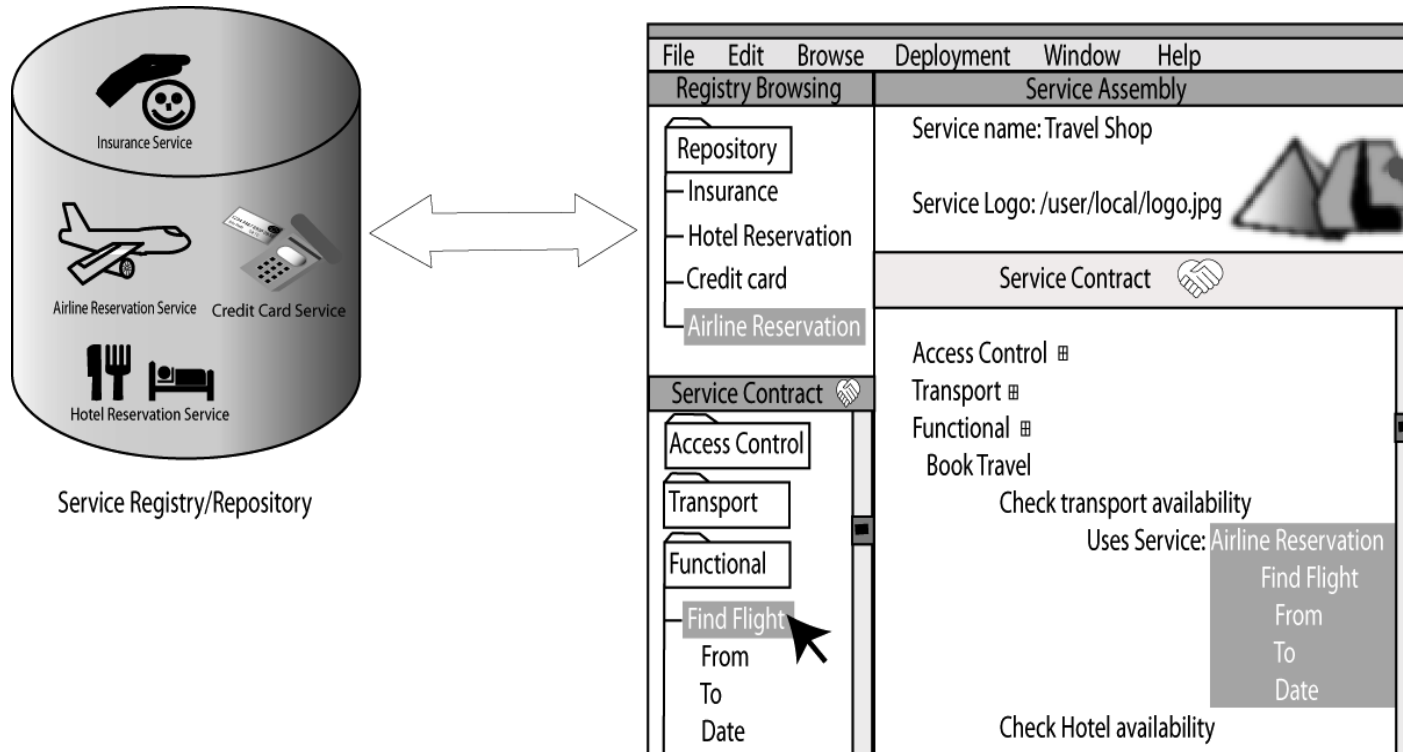 Insurance Service
Airline Reservation Service
Credit Card Service
Hotel Reservation Service
Service Registry/Repository
File Edit Browse Deployment Window Help
Registry Browsing
Repository
Insurance
Hotel Reservation
Credit card
Airline Reservation
Service Contract
Access Control
Transport
Functional
Find Flight
From
To
Date
Service Assembly
Service name: Travel Shop
Service Logo: /user/local/logo.jpg
Service Contract
Access Control
Transport
Functional
Book Travel
Check transport availability
Uses Service: Airline Reservation
Find Flight
From
To
Date
Check Hotel availability